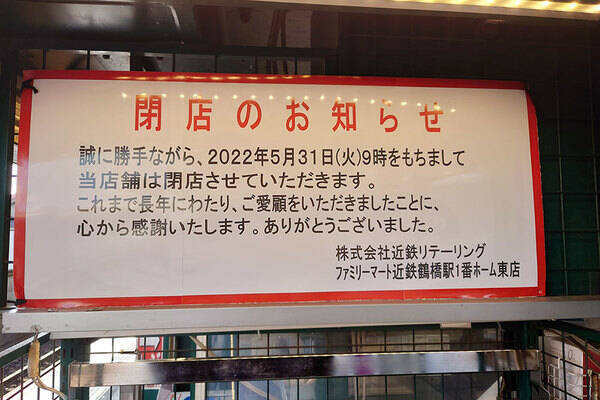 閉店のお知らせ
誠に勝手ながら、2022年5月31日(火)9時をもちまして
当店舗は閉店させていただきます。
これまで長年にわたり、ご愛顧をいただきましたことに、
心から感謝いたします。ありがとうございました。
株式会社近鉄リテーリング
ファミリーマート近鉄鶴橋駅1番ホーム東店